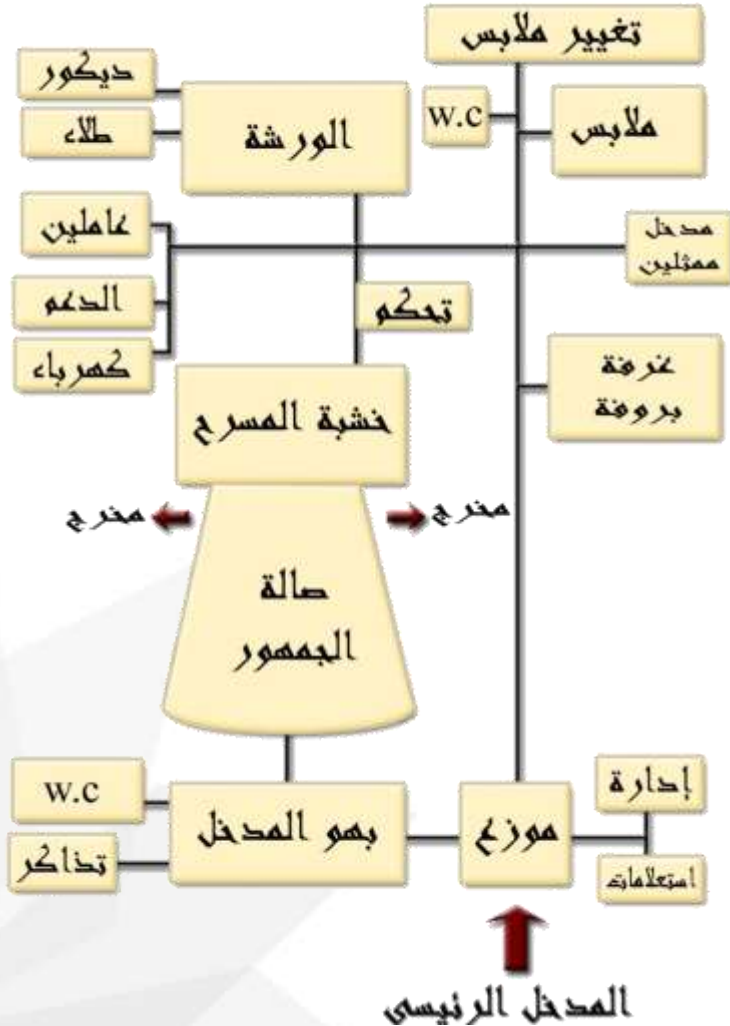 تغيير ملابس
ديكور
الورشة
w.c
ملابس
طلاء
عاملين
مدخل
ممثلين
الدعم
تحكم
كهرباء
غرفة
بروفة
خشبة المسرح
مخرج
مخرج
صالة
الجمهور
إدارة
w.c
بهو المدخل
موزع
تذاكر
استعلامات
المدخل الرئيسى